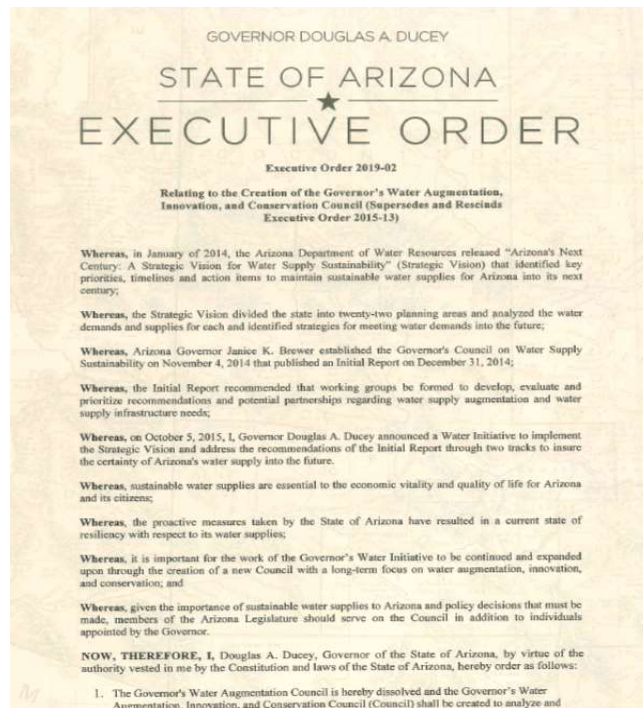 GOVERNOR DOUGLAS A. DUCEY
STATE OF ARIZONA
EXECUTIVE ORDER
Executive Order 2019-02
Relating to the Creation of the Governor's Water Augmentation,
Innovation, and Conservation Council (Supersedes and Rescinds
Executive Order 2015-13)
Whereas, in January of 2014, the Arizona Department of Water Resources released "Arizona's Next
Century: A Strategic Vision for Water Supply Sustainability" (Strategic Vision) that identified key
priorities, timelines and action items to maintain sustainable water supplies for Arizona into its next
century;
Whereas, the Strategic Vision divided the state into twenty-two planning areas and analyzed the water
demands and supplies for each and identified strategies for meeting water demands into the future;
Whereas, Arizona Governor Janice K. Brewer established the Governor's Council on Water Supply
Sustainability on November 4, 2014 that published an Initial Report on December 31, 2014;
Whereas, the Initial Report recommended that working groups be formed to develop, evaluate and
prioritize recommendations and potential partnerships regarding water supply augmentation and water
supply infrastructure needs;
Whereas, on October 5, 2015, I, Governor Douglas A. Ducey announced a Water Initiative to implement
the Strategic Vision and address the recommendations of the Initial Report through two tracks to insure
the certainty of Arizona's water supply into the future.
Whereas, sustainable water supplies are essential to the economic vitality and quality of life for Arizona
and its citizens;
Whereas, the proactive measures taken by the State of Arizona have resulted in a current state of
resiliency with respect to its water supplies;
Whereas, it is important for the work of the Governor's Water Initiative to be continued and expanded
upon through the creation of a new Council with a long-term focus on water augmentation, innovation,
and conservation; and
Whereas, given the importance of sustainable water supplies to Arizona and policy decisions that must be
made, members of the Arizona Legislature should serve on the Council in addition to individuals
appointed by the Governor.
NOW, THEREFORE, I, Douglas A. Ducey, Governor of the State of Arizona, by virtue of the
authority vested in me by the Constitution and laws of the State of Arizona, hereby order as follows:
1. The Governor's Water Augmentation Council is hereby dissolved and the Governor's Water
Augmentation, Innovation, and Conservation Council (Council) shall be created to analyze and